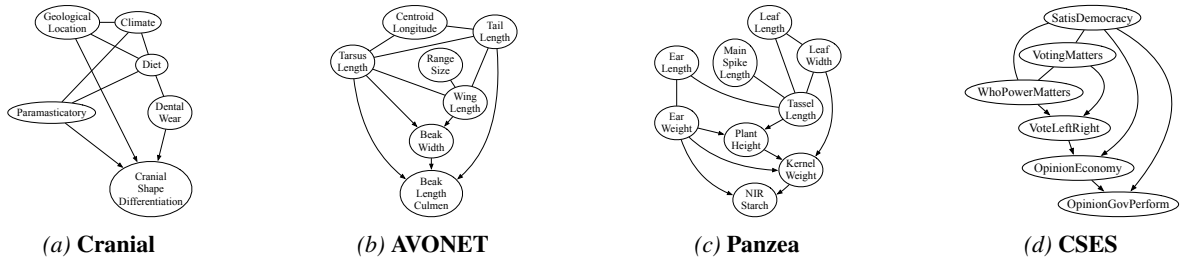 Geological
Location
Climate
Diet
Paramasticatory
Dental
Wear
Cranial
Shape
Differentiation
(a) Cranial
Centroid
Longitude
Tail
Length
Tarsus
Length
Range
Size
Wing
Length
Beak
Width
Beak
Length
Culmen
(b) AVONET
Leaf
Length
Main
Spike
Length
Leaf
Width
Ear
Length
Tassel
Length
Ear
Weight
Plant
Height
Kernel
Weight
NIR
Starch
(c) Panzea
SatisDemocracy
VotingMatters
WhoPowerMatters
VoteLeftRight
OpinionEconomy
OpinionGovPerform
(d) CSES